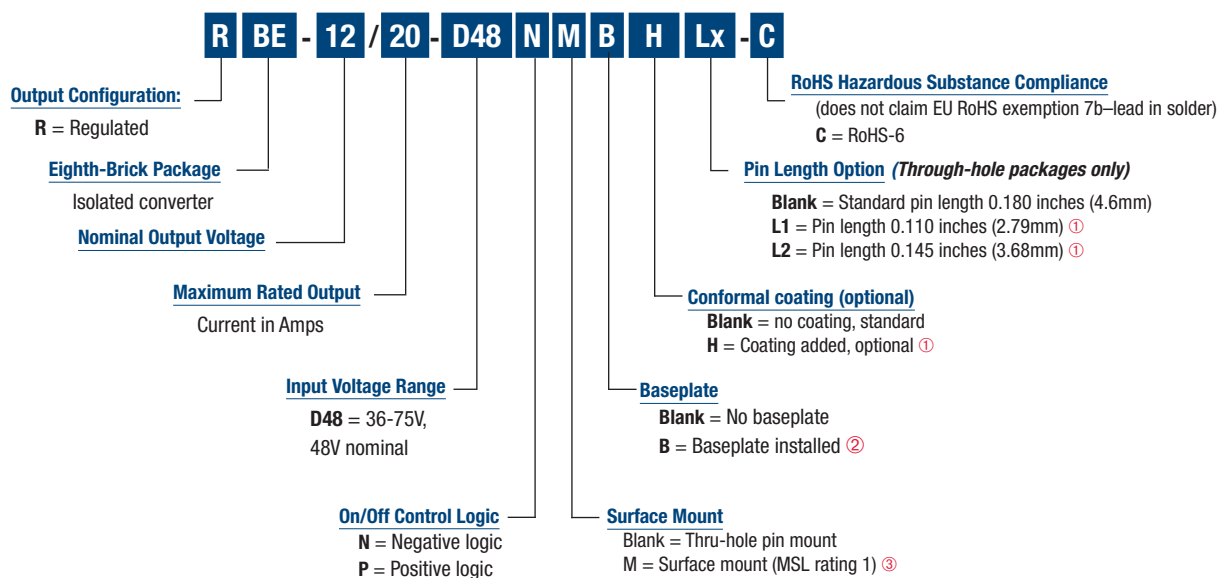 R BE - 12 / 20 - D48 N M B H Lx - C
Output Configuration:
R = Regulated
Eighth-Brick Package
Isolated converter
Nominal Output Voltage
Maximum Rated Output
Current in Amps
Input Voltage Range
D48 = 36-75V,
48V nominal
On/Off Control Logic
N = Negative logic
P = Positive logic
RoHS Hazardous Substance Compliance
(does not claim EU RoHS exemption 7b–lead in solder)
C = RoHS-6
Pin Length Option (Through-hole packages only)
Blank = Standard pin length 0.180 inches (4.6mm)
L1 = Pin length 0.110 inches (2.79mm) ①
L2 = Pin length 0.145 inches (3.68mm) ①
Conformal coating (optional)
Blank = no coating, standard
H = Coating added, optional ①
Baseplate
Blank = No baseplate
B = Baseplate installed ②
Surface Mount
Blank = Thru-hole pin mount
M = Surface mount (MSL rating 1) ③